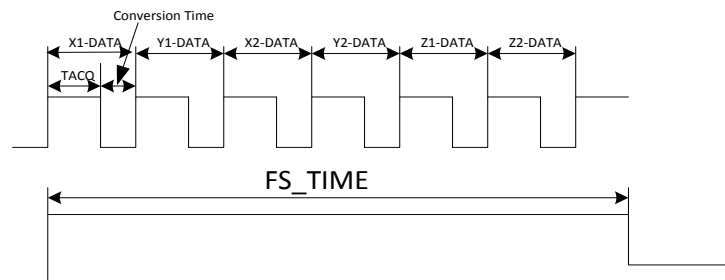 Conversion Time
X1-DATA Y1-DATA X2-DATA Y2-DATA Z1-DATA Z2-DATA
TACQ
FS_TIME